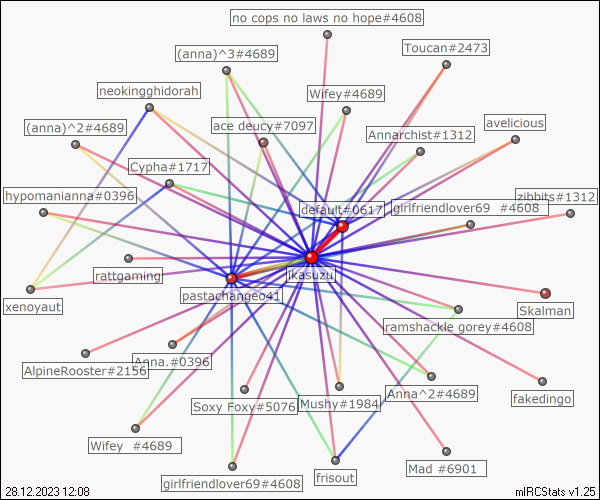 no cops no laws no hope#4608
(anna)^3#4689
Toucan#2473
neokingghidorah
Wifey#4689
(anna)^2#4689
ace deucy#7097
avelicious
Annarchist#1312
Cypha#1717
hypomanianna#0396
default#0617
girlfriendlover69 #4608
zibbits#1312
rattgaming
ikasuzu
xenoyaut
pastachangeo41
Skalman
ramshackle gorey#4608
AlpineRooster#2156
Anna.#0396
Soxy Foxy#5076
Mushy#1984
Anna^2#4689
fakedingo
Wifey #4689
girlfriendlover69#4608
frisout
Mad #6901
28.12.2023 12:08
mIRCStats v1.25